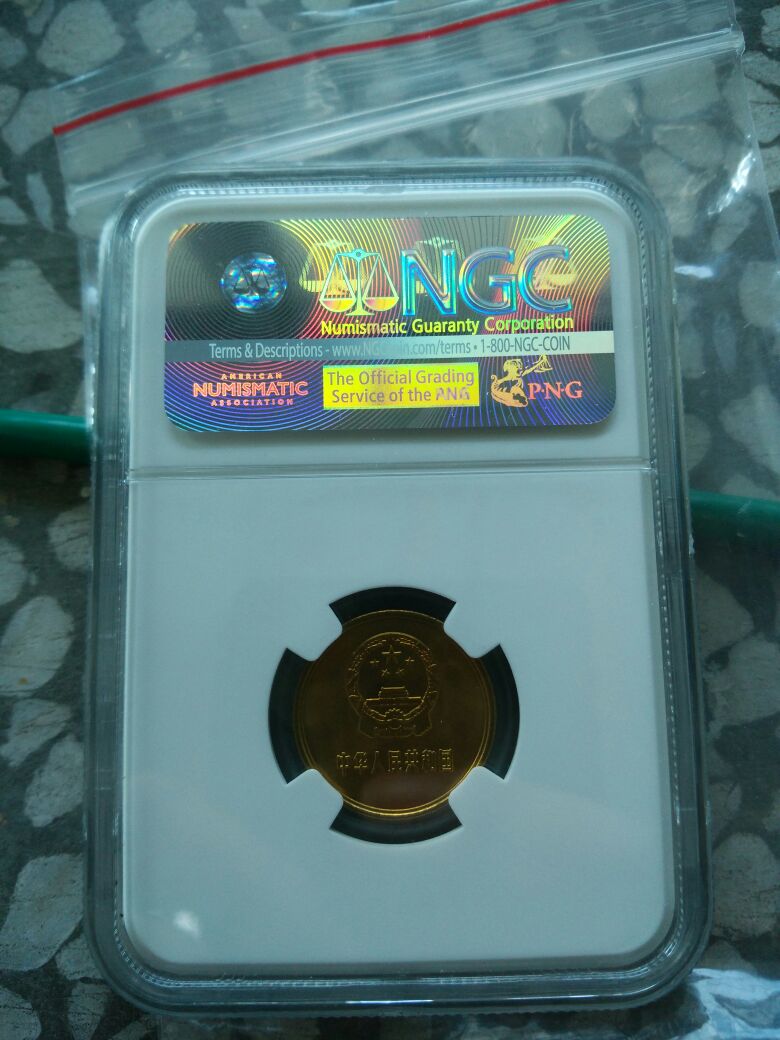 NGC
Numismatic Guaranty Corporation
Terms & Descriptions - www.NGCcoin.com/terms • 1-800-NGC-COIN
AMERICAN
NUMISMATIC
ASSOCIATION
The Official Grading
Service of the PNG
P·N·G
中华人民共和国